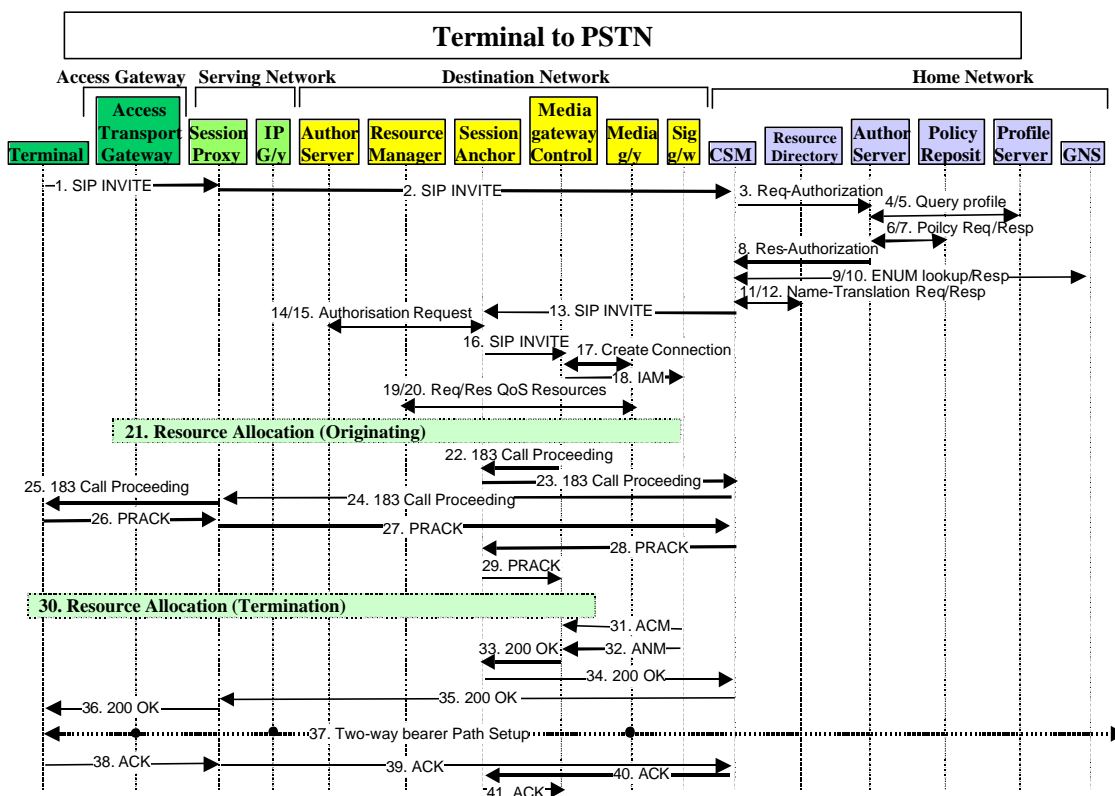 Terminal to PSTN
Access Gateway Serving Network Destination Network Home Network
Terminal
Access
Transport
Gateway
Session
Proxy
IP
G/y
Author
Server
Resource
Manager
Session
Anchor
Media
gateway
Control
Media
g/y
Sig
g/w
CSM
Resource
Directory
Author
Server
Policy
Reposit
Profile
Server
GNS
1. SIP INVITE
2. SIP INVITE
3. Req-Authorization
4/5. Query profile
6/7. Poilcy Req/Resp
8. Res-Authorization
9/10. ENUM lookup/Resp
11/12. Name-Translation Req/Resp
13. SIP INVITE
14/15. Authorisation Request
16. SIP INVITE
17. Create Connection
18. IAM
19/20. Req/Res QoS Resources
21. Resource Allocation (Originating)
22. 183 Call Proceeding
23. 183 Call Proceeding
24. 183 Call Proceeding
25. 183 Call Proceeding
26. PRACK
27. PRACK
28. PRACK
29. PRACK
30. Resource Allocation (Termination)
31. ACM
32. ANM
33. 200 OK
34. 200 OK
35. 200 OK
36. 200 OK
37. Two-way bearer Path Setup
38. ACK
39. ACK
40. ACK
41. ACK